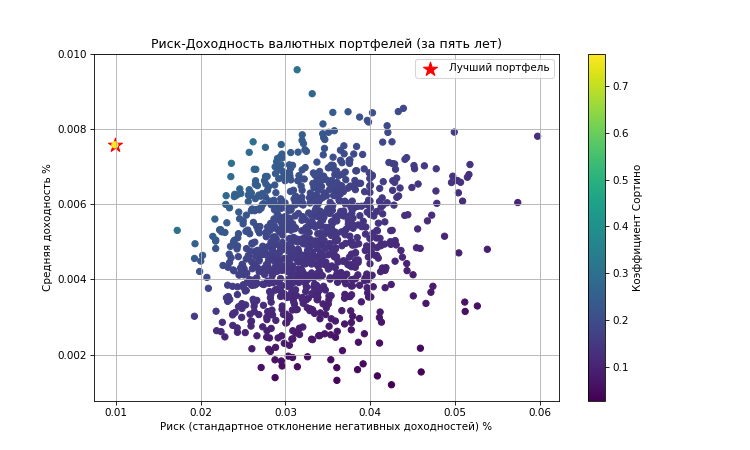 Риск-Доходность валютных портфелей (за пять лет)
Лучший портфель
Средняя доходность %
0.010
0.008
0.006
0.004
0.002
0.01 0.02 0.03 0.04 0.05 0.06
Риск (стандартное отклонение негативных доходностей) %
0.7
0.6
0.5
0.4
0.3
0.2
0.1
Коэффициент Сортино